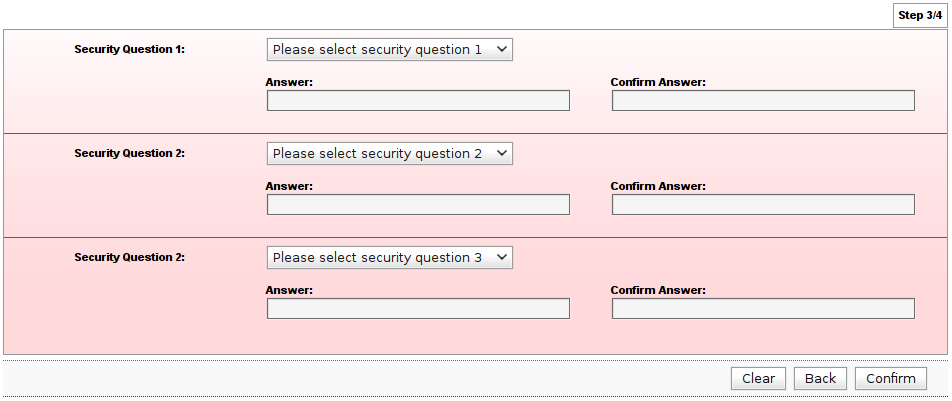 Step 3/4
Security Question 1: Please select security question 1
Answer: Confirm Answer:
Security Question 2: Please select security question 2
Answer: Confirm Answer:
Security Question 2: Please select security question 3
Answer: Confirm Answer:
Clear Back Confirm